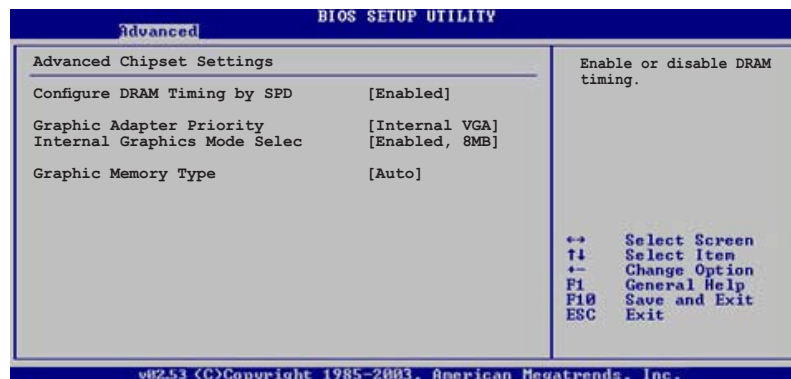 BIOS SETUP UTILITY
Advanced
Advanced Chipset Settings
Configure DRAM Timing by SPD [Enabled]
Graphic Adapter Priority [Internal VGA]
Internal Graphics Mode Selec [Enabled, 8MB]
Graphic Memory Type [Auto]
Enable or disable DRAM
timing.
↔ Select Screen
↑↓ Select Item
+- Change Option
F1 General Help
F10 Save and Exit
ESC Exit
v02.53 (C)Copyright 1985-2003, American Megatrends, Inc.